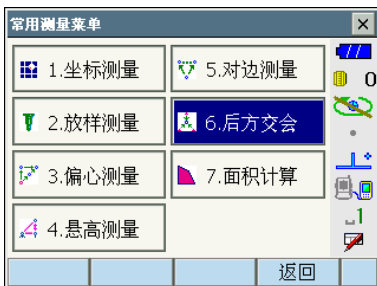 常用测量菜单
1.坐标测量
5.对边测量
2.放样测量
6.后方交会
3.偏心测量
7.面积计算
4.悬高测量
0
1
返回